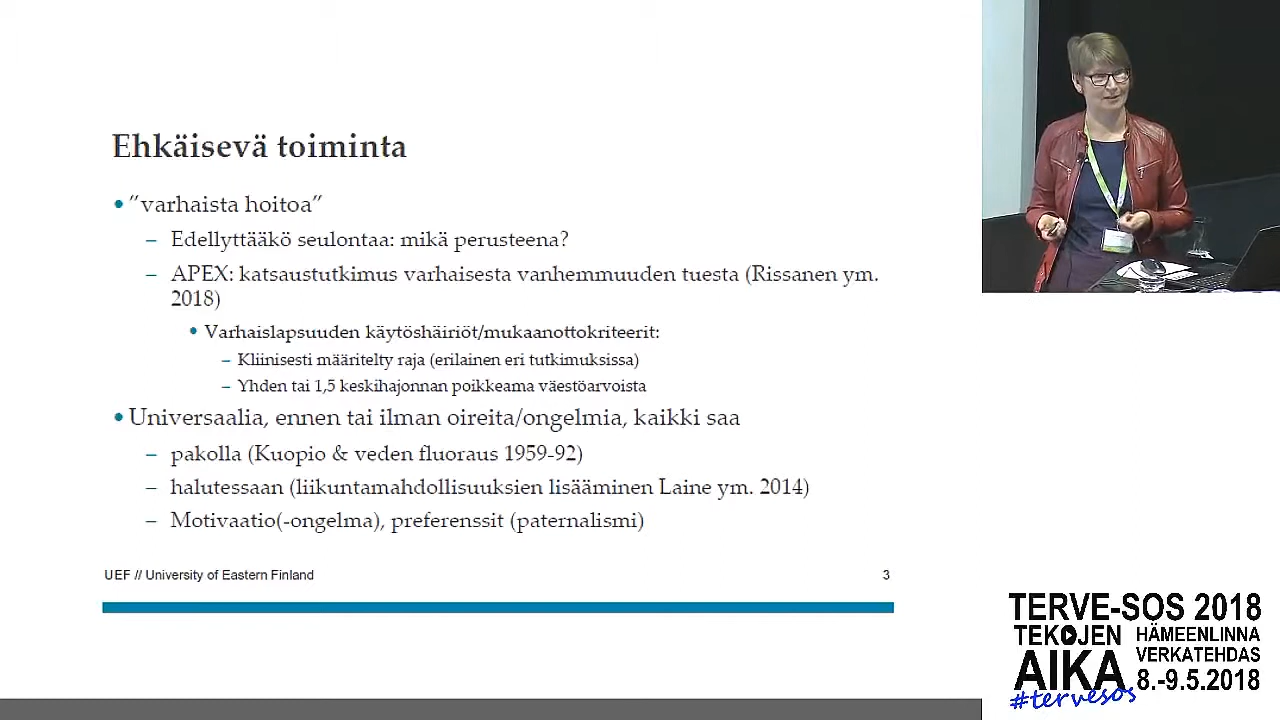 Ehkäisevä toiminta
• ”varhaista hoitoa”
– Edellyttääkö seulontaa: mikä perusteena?
– APEX: katsaustutkimus varhaisesta vanhemmuuden tuesta (Rissanen ym.
2018)
• Varhaislapsuuden käytöshäiriöt/mukaanottokriteerit:
– Kliinisesti määritelty raja (erilainen eri tutkimuksissa)
– Yhden tai 1,5 keskihajonnan poikkeama väestöarvoista
• Universaalia, ennen tai ilman oireita/ongelmia, kaikki saa
– pakolla (Kuopio & veden fluoraus 1959-92)
– halutessaan (liikuntamahdollisuuksien lisääminen Laine ym. 2014)
– Motivaatio(-ongelma), preferenssit (paternalismi)
UEF // University of Eastern Finland
3
TERVE-SOS 2018
TEKOJEN
AIKA
HÄMEENLINNA
VERKATEHDAS
8.-9.5.2018
#tervesos